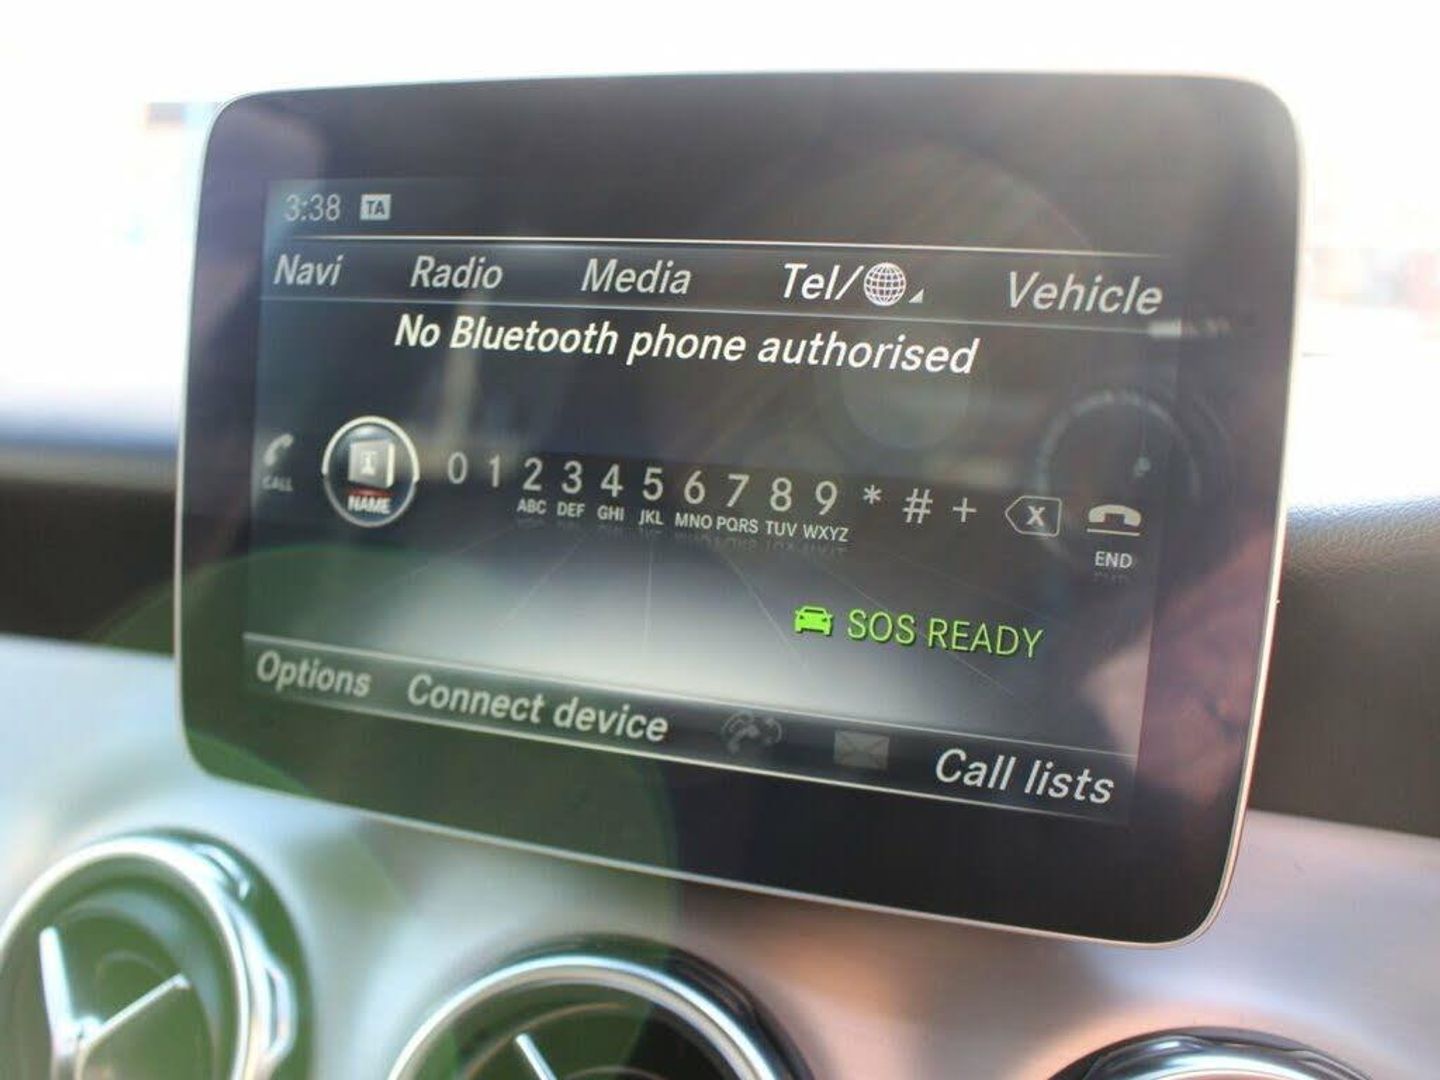 3:38 TA
Navi Radio Media Tel/ Vehicle
No Bluetooth phone authorised
CALL NAME 0 1 2 3 4 5 6 7 8 9 * # + X END
ABC DEF GHI JKL MNO PQRS TUV WXYZ
SOS READY
Options Connect device Call lists